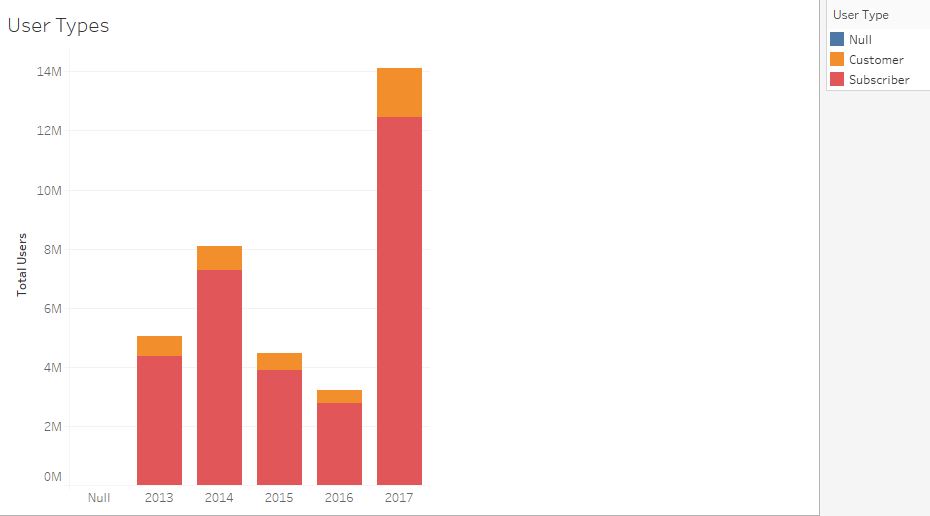 User Types
14M
12M
10M
8M
6M
4M
2M
0M
Total Users
Null 2013 2014 2015 2016 2017
User Type
Null
Customer
Subscriber